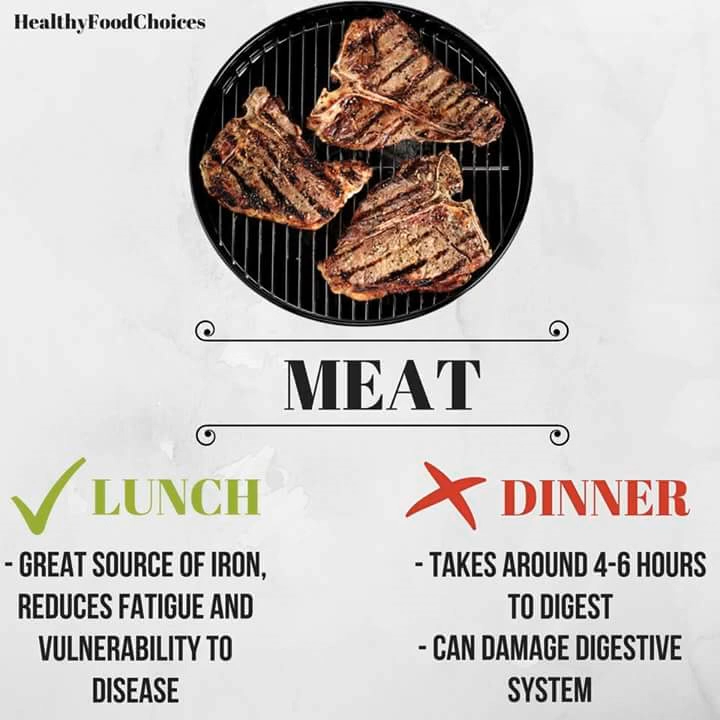 HealthyFoodChoices
MEAT
LUNCH
- GREAT SOURCE OF IRON,
REDUCES FATIGUE AND
VULNERABILITY TO
DISEASE
DINNER
- TAKES AROUND 4-6 HOURS
TO DIGEST
- CAN DAMAGE DIGESTIVE
SYSTEM